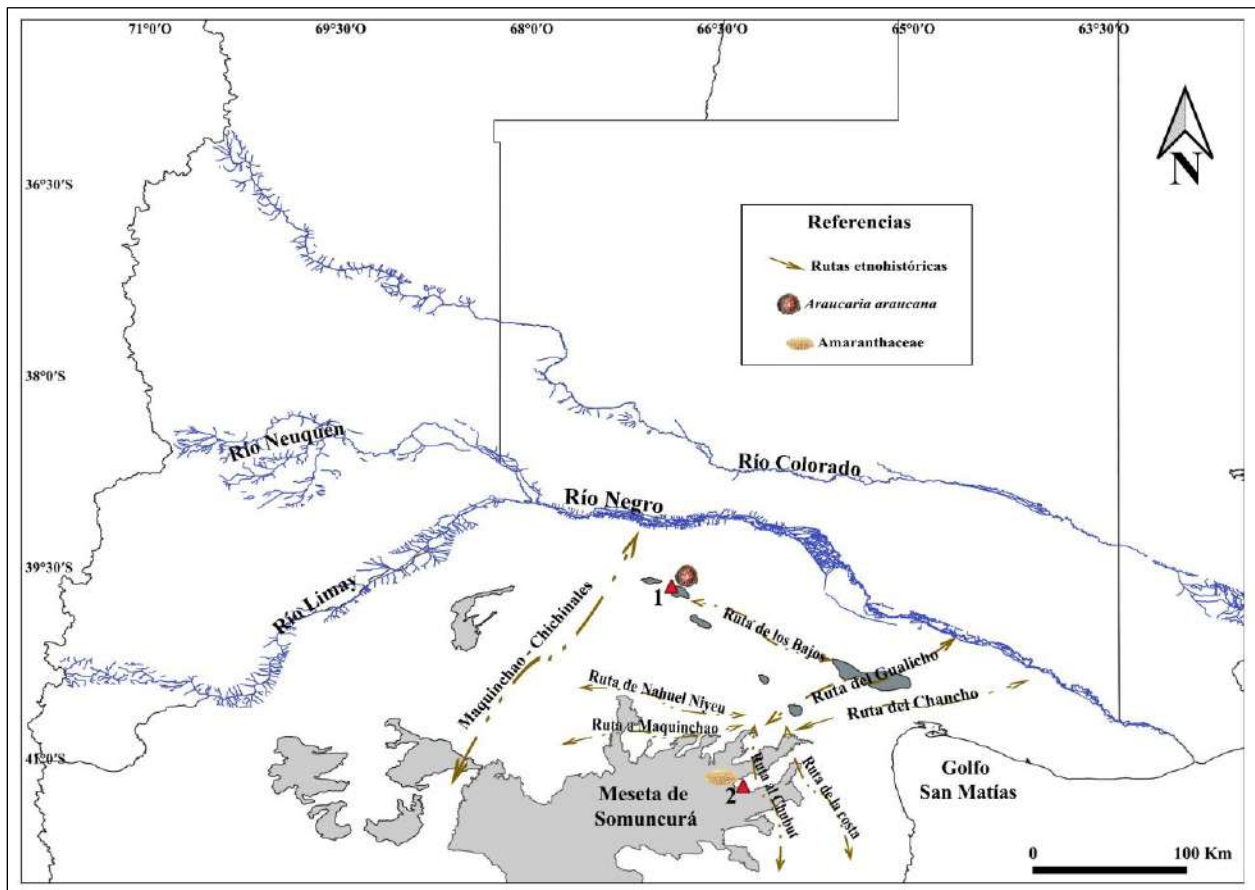 71°0'O 69°30'O 68°0'O 66°30'O 65°0'O 63°30'O
36°30'S
38°0'S
39°30'S
41°0'S
N
Referencias
Rutas etnohistóricas
Araucaria araucana
Amaranthaceae
Río Neuquén
Río Colorado
Río Negro
Río Limay
1
Maquinchao - Chichinales
Ruta de los Bajos
Ruta del Gualicho
Ruta de Nahuel Niyeu
Ruta del Chancho
Ruta a Maquinchao
Ruta al Chubut
Ruta de la costa
2
Meseta de
Somuncurá
Golfo
San Matías
0 100 Km